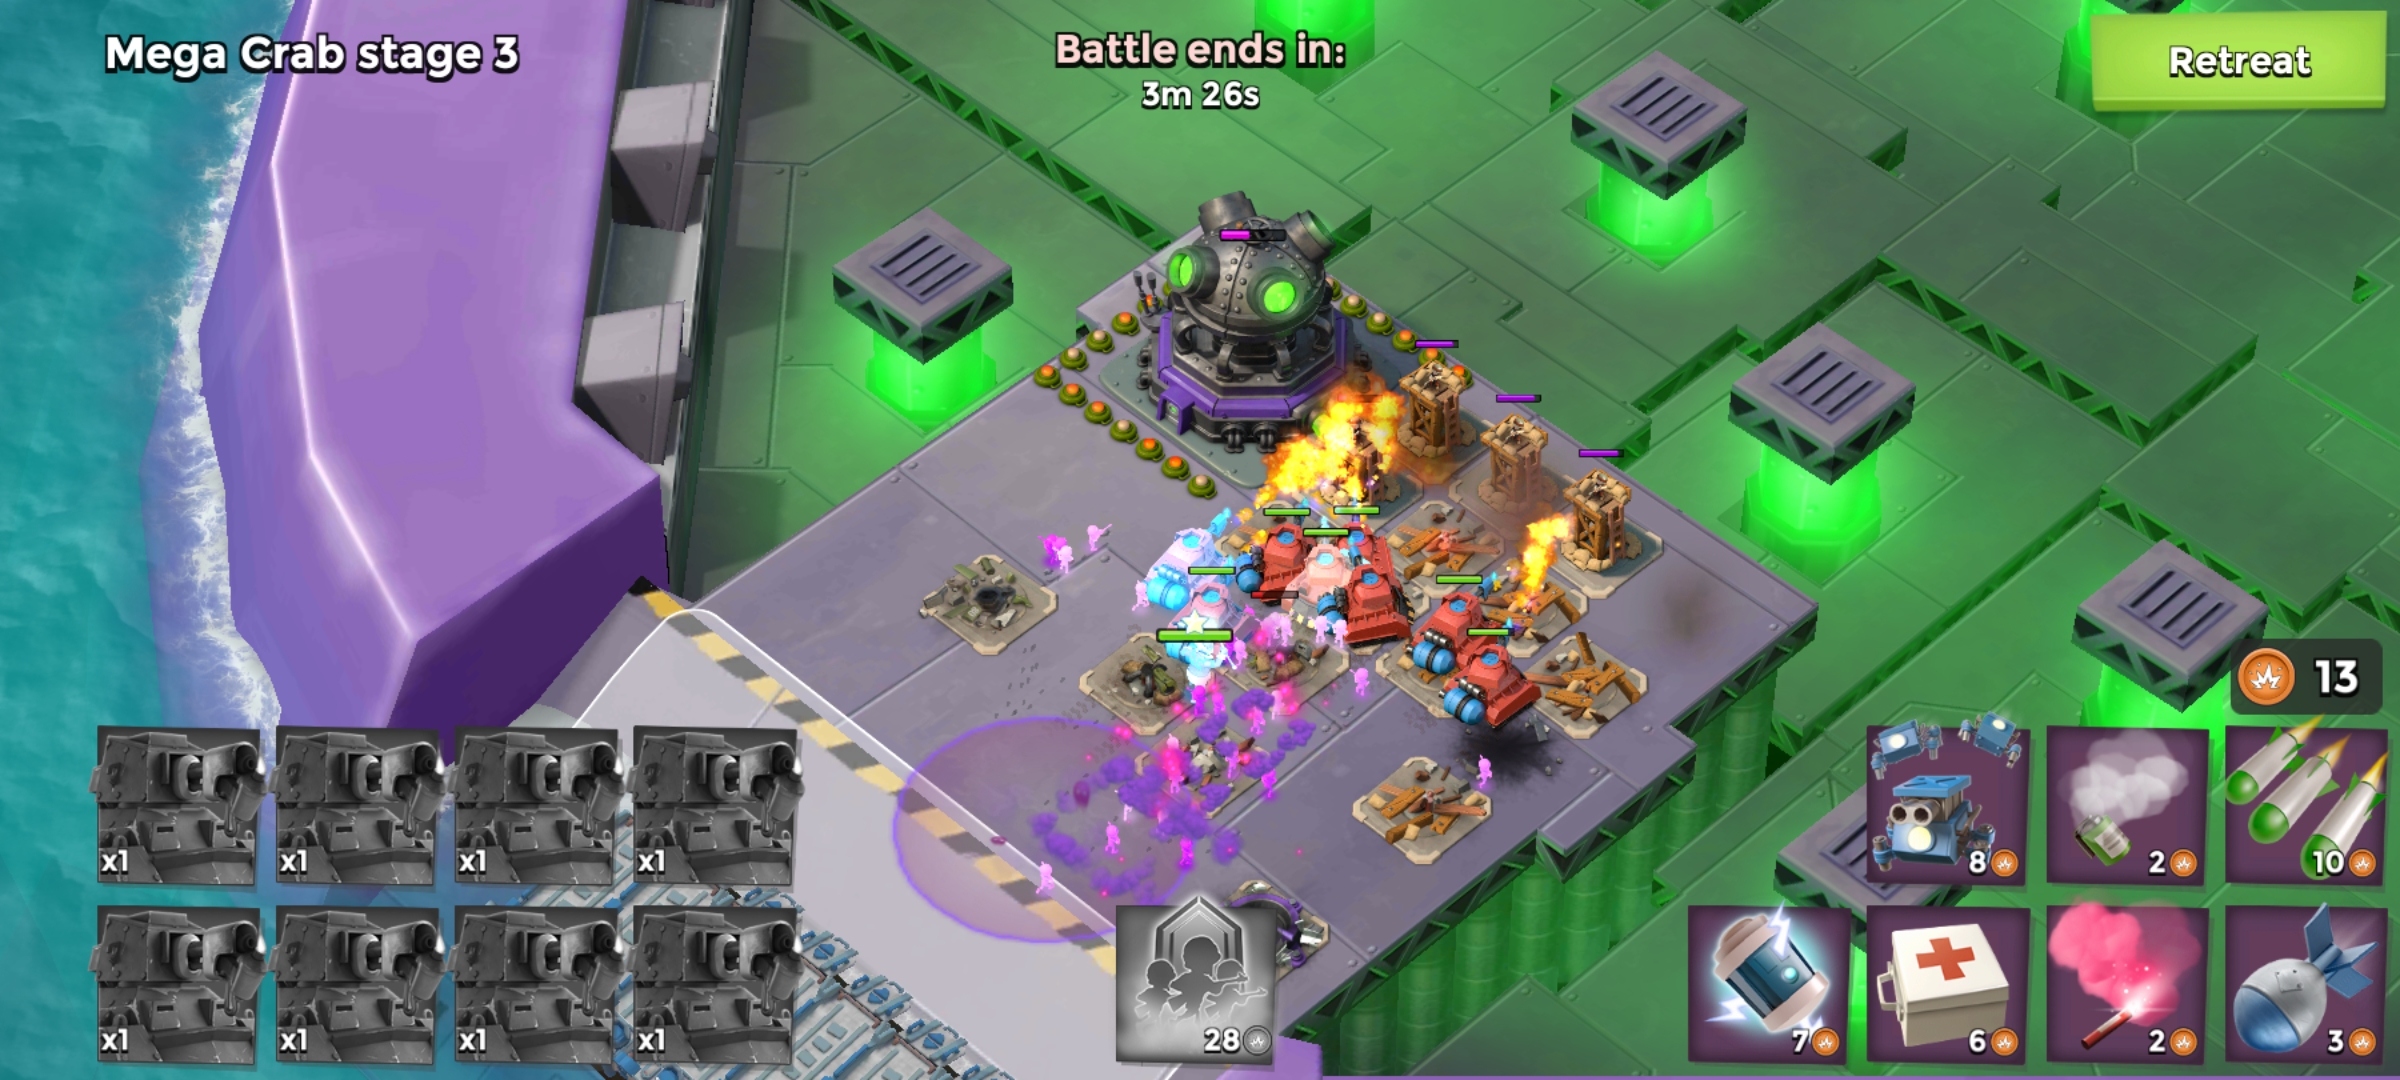 Mega Crab stage 3
Battle ends in:
3m 26s
Retreat
13
x1
x1
x1
x1
8
2
10
x1
x1
x1
x1
28
7
6
2
3